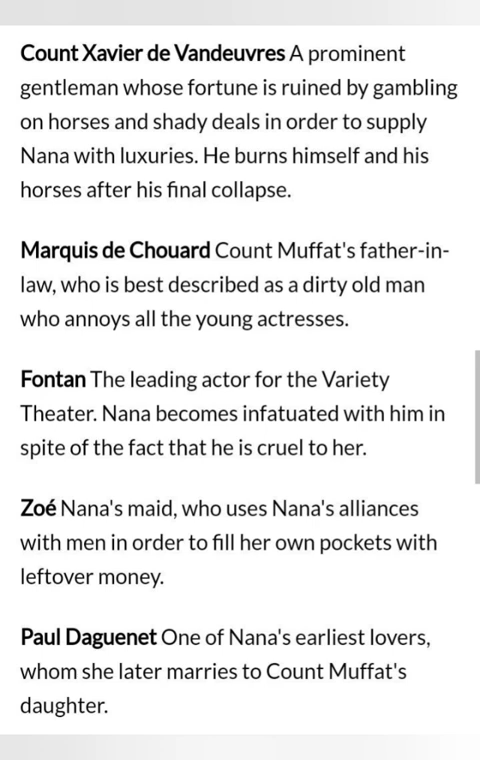 Count Xavier de Vandeuvres A prominent
gentleman whose fortune is ruined by gambling
on horses and shady deals in order to supply
Nana with luxuries. He burns himself and his
horses after his final collapse.
Marquis de Chouard Count Muffat's father-in-
law, who is best described as a dirty old man
who annoys all the young actresses.
Fontan The leading actor for the Variety
Theater. Nana becomes infatuated with him in
spite of the fact that he is cruel to her.
Zoé Nana's maid, who uses Nana's alliances
with men in order to fill her own pockets with
leftover money.
Paul Daguenet One of Nana's earliest lovers,
whom she later marries to Count Muffat's
daughter.